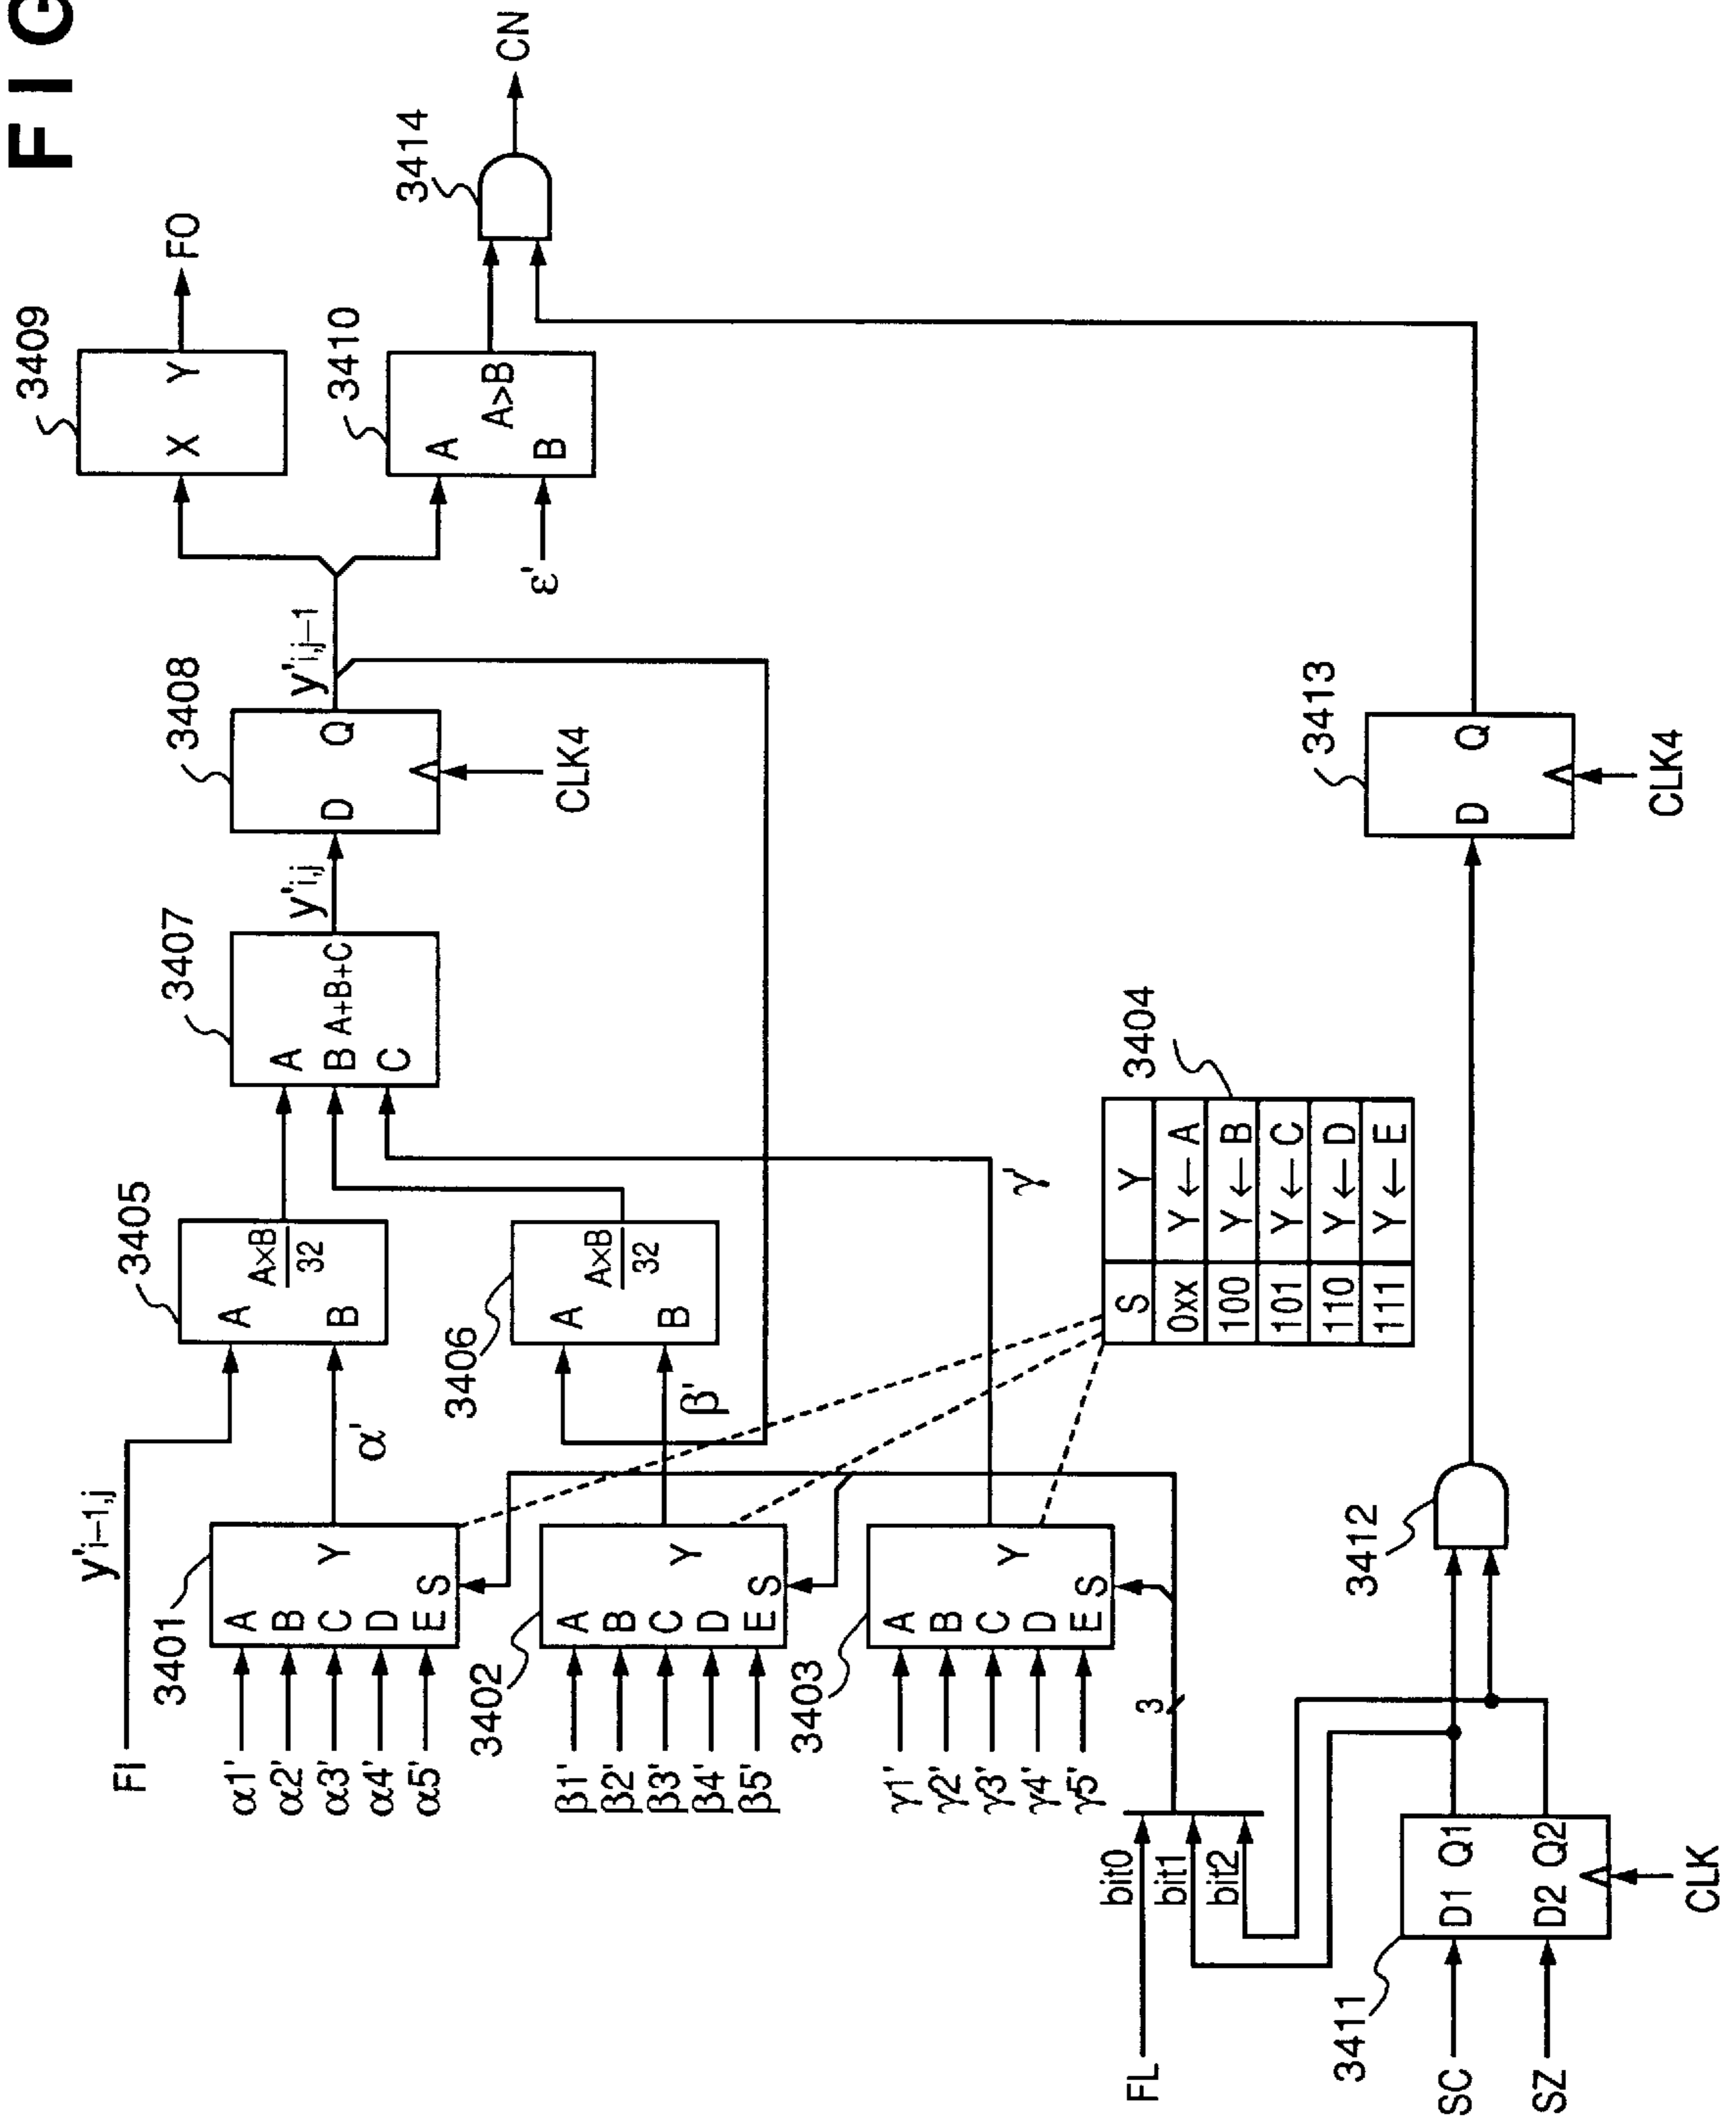 FIG
FI
y'i−1,j
3401
α1'
α2'
α3'
α4'
α5'
A
B
C
D
E
S
Y
α'
3402
β1'
β2'
β3'
β4'
β5'
A
B
C
D
E
S
Y
β'
3403
γ1'
γ2'
γ3'
γ4'
γ5'
A
B
C
D
E
S
Y
γ'
3
3404
S Y
0xx Y←A
100 Y←B
101 Y←C
110 Y←D
111 Y←E
3405
A
B
A×B
32
3406
A
B
A×B
32
3407
A
B
C
A+B+C
y'i,j
3408
D Q
CLK4
y'i,j−1
3409
X Y
FO
3410
A
B
A>B
ε'
3414
CN
FL
bit0
bit1
bit2
3411
SC
SZ
D1 Q1
D2 Q2
CLK
3412
3413
D Q
CLK4